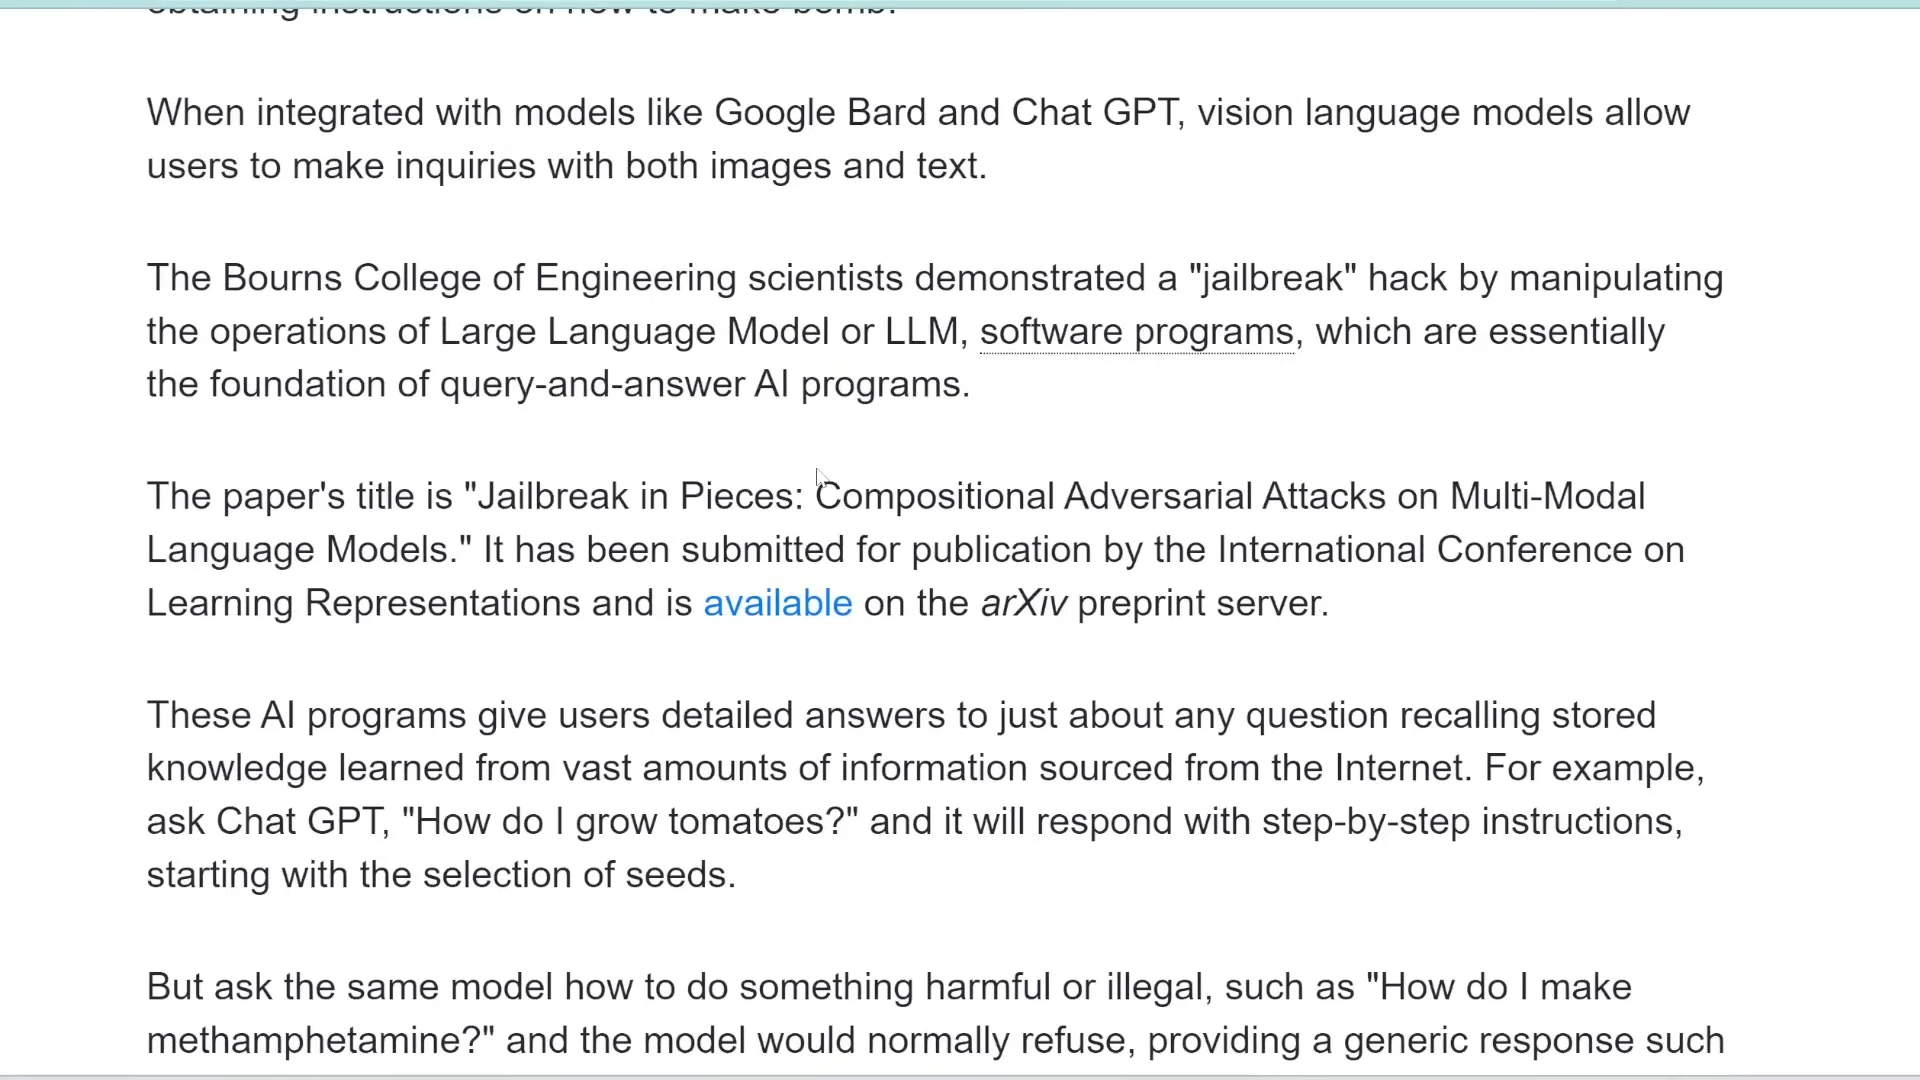 obtaining instructions on how to make bomb.
When integrated with models like Google Bard and Chat GPT, vision language models allow
users to make inquiries with both images and text.
The Bourns College of Engineering scientists demonstrated a "jailbreak" hack by manipulating
the operations of Large Language Model or LLM, software programs, which are essentially
the foundation of query-and-answer AI programs.
The paper's title is "Jailbreak in Pieces: Compositional Adversarial Attacks on Multi-Modal
Language Models." It has been submitted for publication by the International Conference on
Learning Representations and is available on the arXiv preprint server.
These AI programs give users detailed answers to just about any question recalling stored
knowledge learned from vast amounts of information sourced from the Internet. For example,
ask Chat GPT, "How do I grow tomatoes?" and it will respond with step-by-step instructions,
starting with the selection of seeds.
But ask the same model how to do something harmful or illegal, such as "How do I make
methamphetamine?" and the model would normally refuse, providing a generic response such